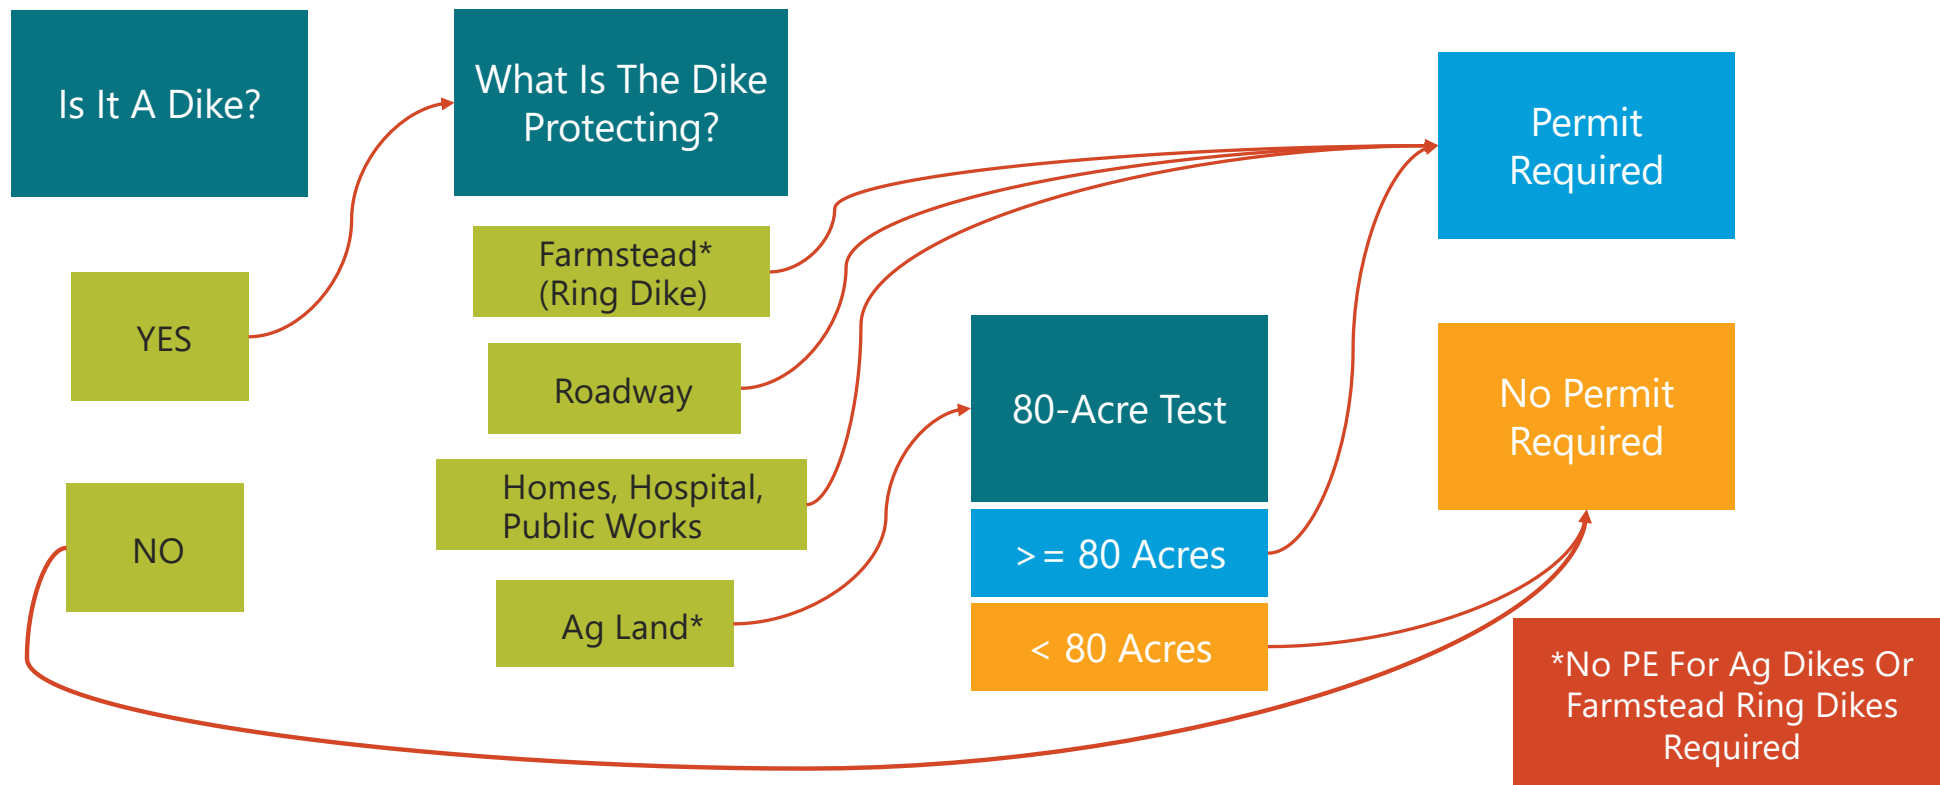 Is It A Dike?
YES
NO
What Is The Dike
Protecting?
Farmstead*
(Ring Dike)
Roadway
Homes, Hospital,
Public Works
Ag Land*
80-Acre Test
>= 80 Acres
< 80 Acres
Permit
Required
No Permit
Required
*No PE For Ag Dikes Or
Farmstead Ring Dikes
Required